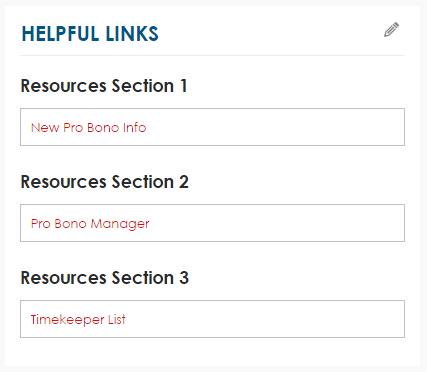 HELPFUL LINKS
Resources Section 1
New Pro Bono Info
Resources Section 2
Pro Bono Manager
Resources Section 3
Timekeeper List